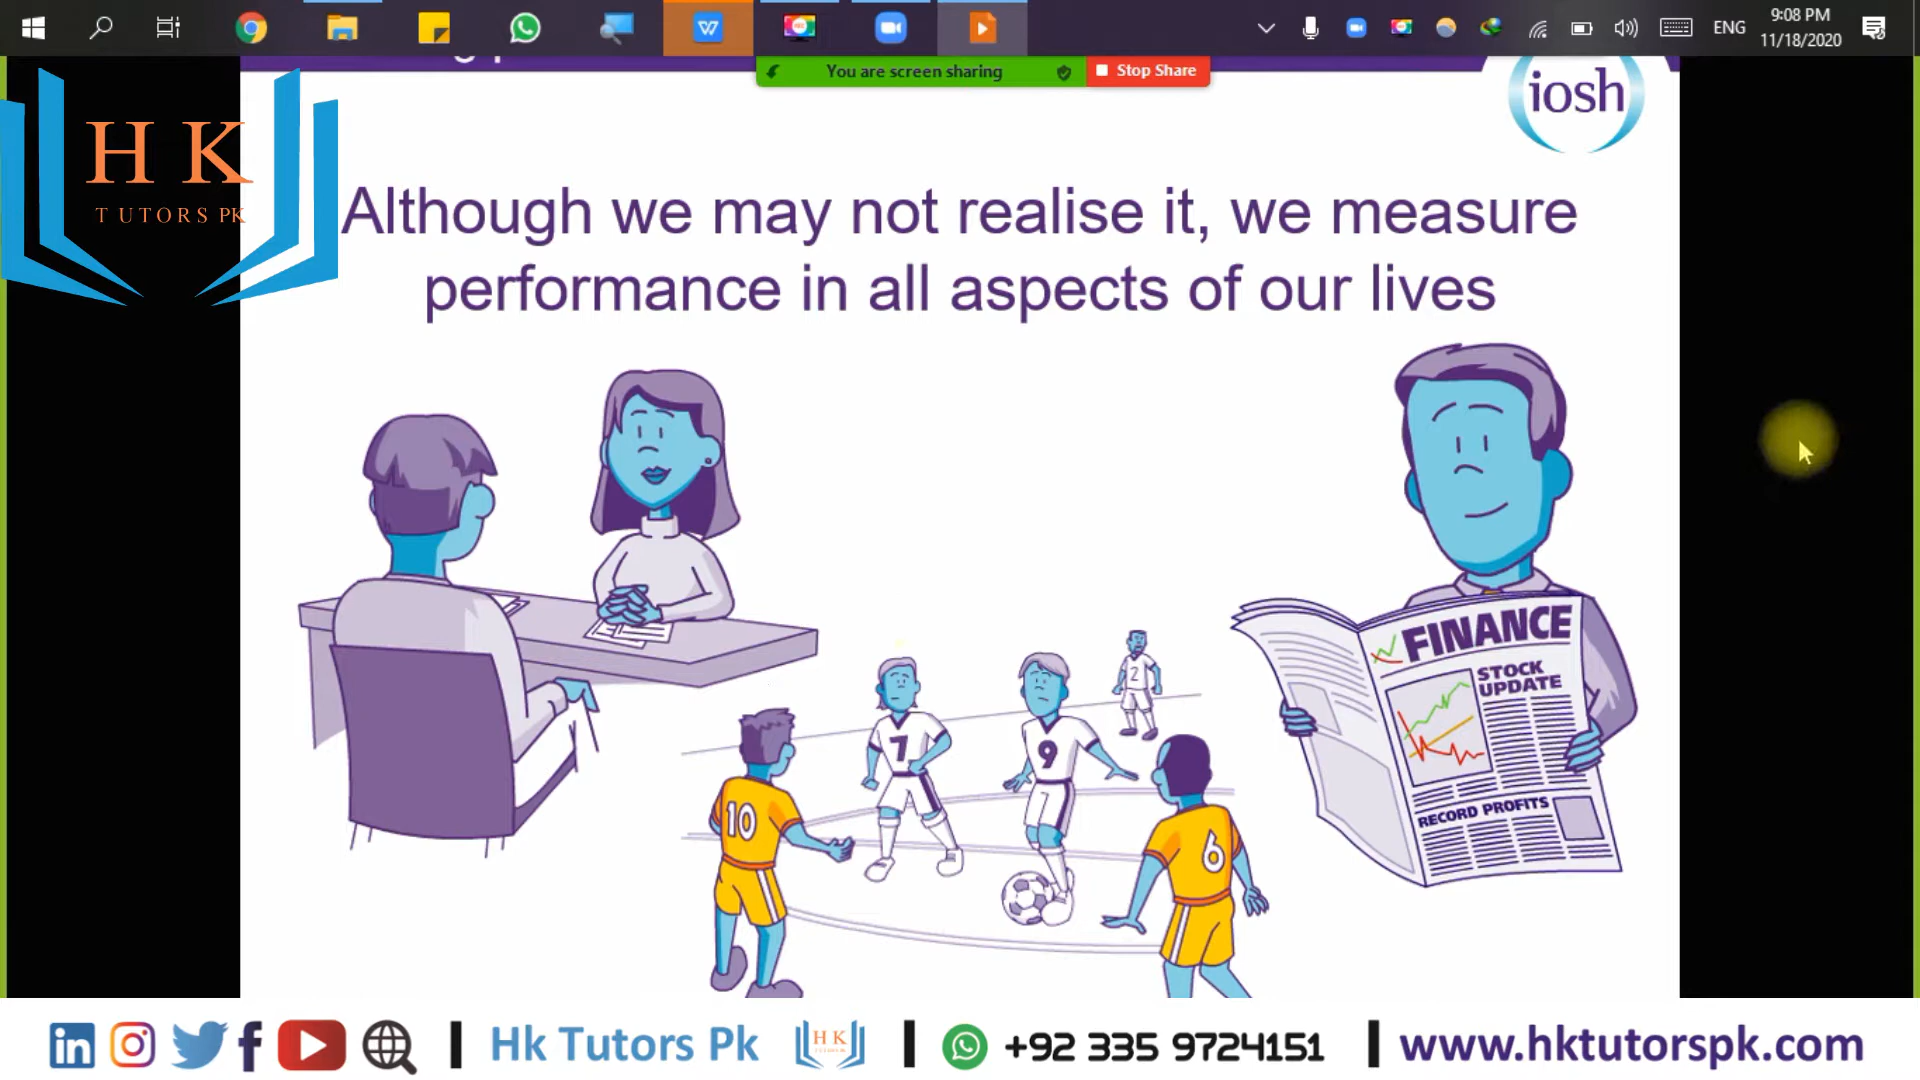 ENG
9:08 PM
11/18/2020
You are screen sharing
Stop Share
iosh
H K
TUTORS PK
Although we may not realise it, we measure
performance in all aspects of our lives
FINANCE
STOCK
UPDATE
RECORD PROFITS
2
7
9
10
6
Hk Tutors Pk
H K
+92 335 9724151
www.hktutorspk.com